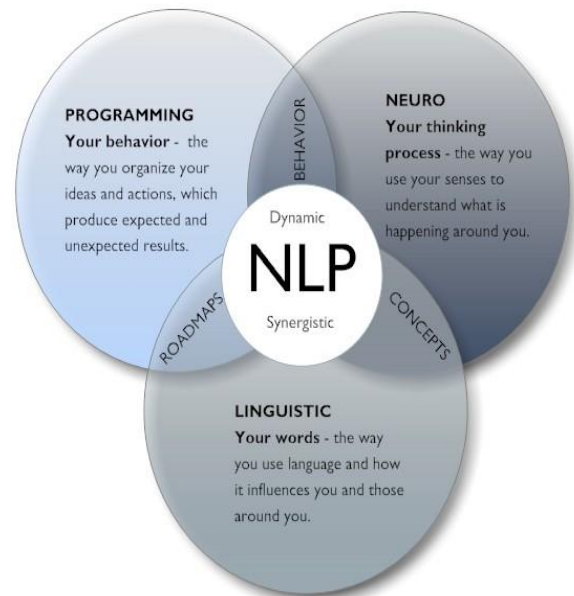 PROGRAMMING
Your behavior - the
way you organize your
ideas and actions, which
produce expected and
unexpected results.
BEHAVIOR
NEURO
Your thinking
process - the way you
use your senses to
understand what is
happening around you.
Dynamic
NLP
Synergistic
ROADMAPS
CONCEPTS
LINGUISTIC
Your words - the way
you use language and how
it influences you and those
around you.